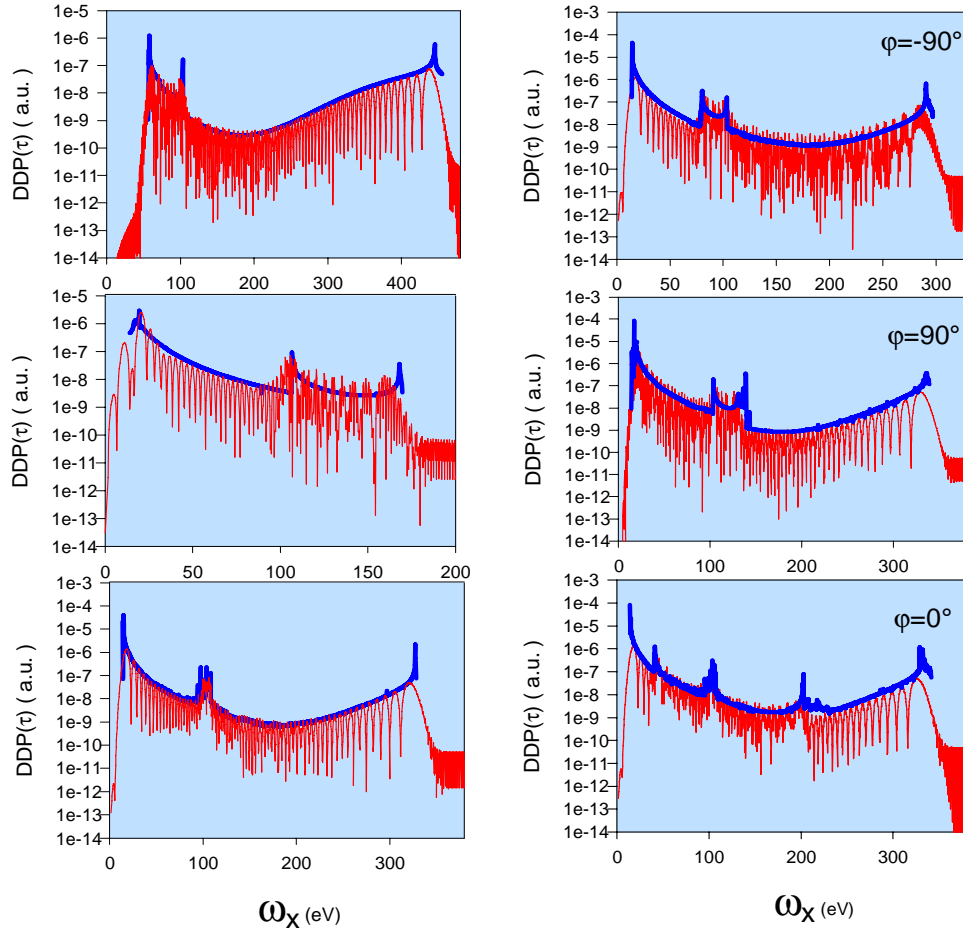 1e-5
1e-6
1e-7
1e-8
1e-9
1e-10
1e-11
1e-12
1e-13
1e-14
DDP(τ) ( a.u. )
0 100 200 300 400
1e-3
1e-4
1e-5
1e-6
1e-7
1e-8
1e-9
1e-10
1e-11
1e-12
1e-13
1e-14
DDP(τ) ( a.u. )
φ=-90°
0 50 100 150 200 250 300
1e-5
1e-6
1e-7
1e-8
1e-9
1e-10
1e-11
1e-12
1e-13
1e-14
DDP(τ) ( a.u. )
0 50 100 150 200
1e-3
1e-4
1e-5
1e-6
1e-7
1e-8
1e-9
1e-10
1e-11
1e-12
1e-13
1e-14
DDP(τ) ( a.u. )
φ=90°
0 100 200 300
1e-3
1e-4
1e-5
1e-6
1e-7
1e-8
1e-9
1e-10
1e-11
1e-12
1e-13
1e-14
DDP(τ) ( a.u. )
0 100 200 300
ωx (eV)
1e-3
1e-4
1e-5
1e-6
1e-7
1e-8
1e-9
1e-10
1e-11
1e-12
1e-13
1e-14
DDP(τ) ( a.u. )
φ=0°
0 100 200 300
ωx (eV)